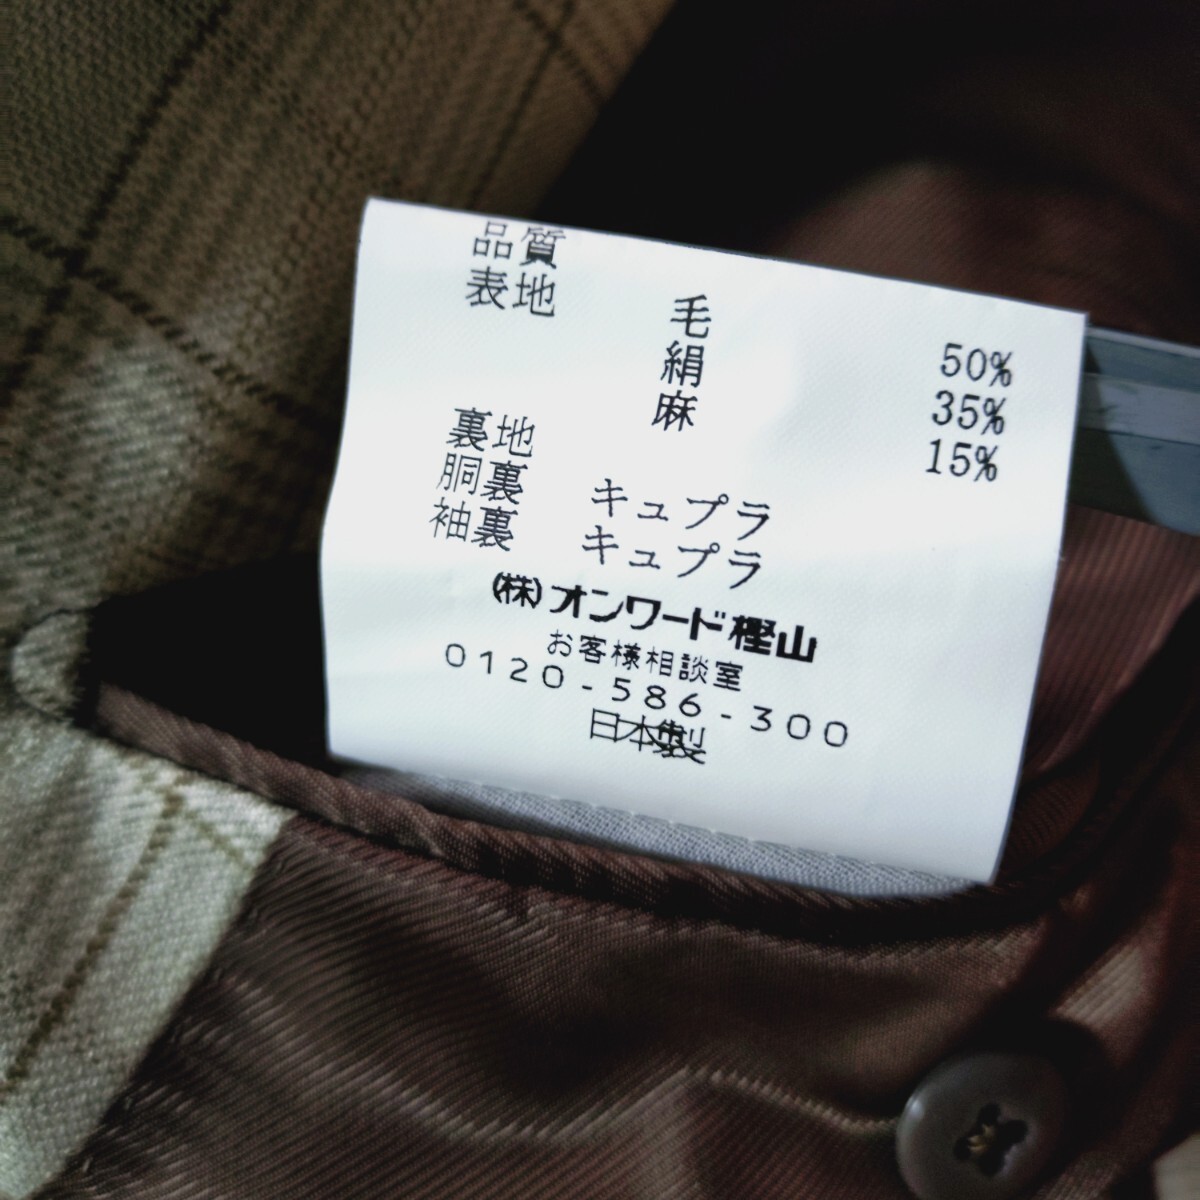 品質
表地 毛 50%
絹 35%
麻 15%
裏地
胴裏 キュプラ
袖裏 キュプラ
(株)オンワード樫山
お客様相談室
0120-586-300
日本製